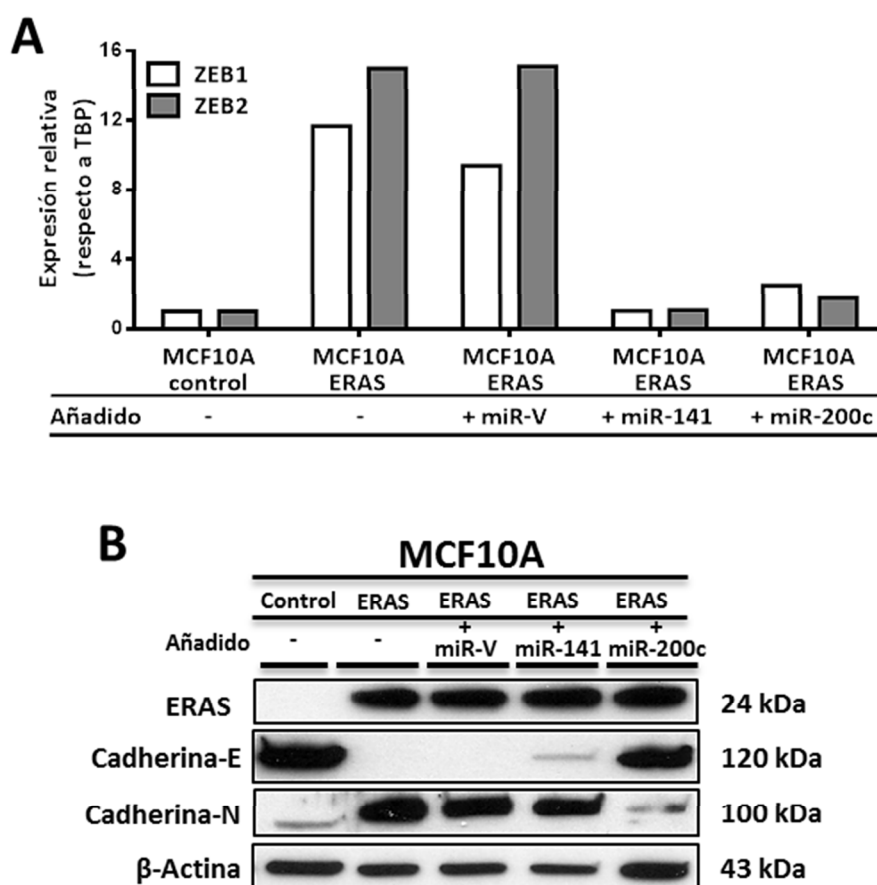 A
16
12
8
4
0
Expresión relativa
(respecto a TBP)
ZEB1
ZEB2
MCF10A control
MCF10A ERAS
MCF10A ERAS
MCF10A ERAS
MCF10A ERAS
Añadido - - + miR-V + miR-141 + miR-200c
B
MCF10A
Control ERAS ERAS ERAS ERAS
Añadido - - + miR-V + miR-141 + miR-200c
ERAS 24 kDa
Cadherina-E 120 kDa
Cadherina-N 100 kDa
β-Actina 43 kDa